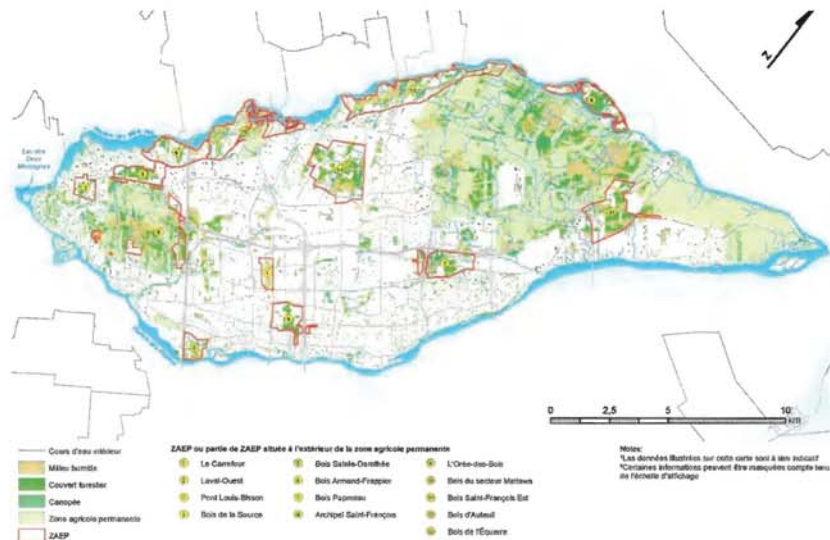 N
Lac des
Deux
Montagnes
0 2,5 5 10
Km
Cours d'eau intérieur
Milieu humide
Couvert forestier
Canopée
Zone agricole permanente
ZAEP
ZAEP ou partie de ZAEP située à l'extérieur de la zone agricole permanente
Le Carrefour
Laval-Ouest
Pont Louis-Bisson
Bois de la Source
Bois Sainte-Dorothée
Bois Armand-Frappier
Bois Papineau
Archipel Saint-François
L'Orée-des-Bois
Bois du secteur Mattawa
Bois Saint-François Est
Bois d'Auteuil
Bois de l'Équerre
Notes:
*Les données illustrées sur cette carte sont à titre indicatif
*Certaines informations peuvent être masquées compte tenu
de l'échelle d'affichage